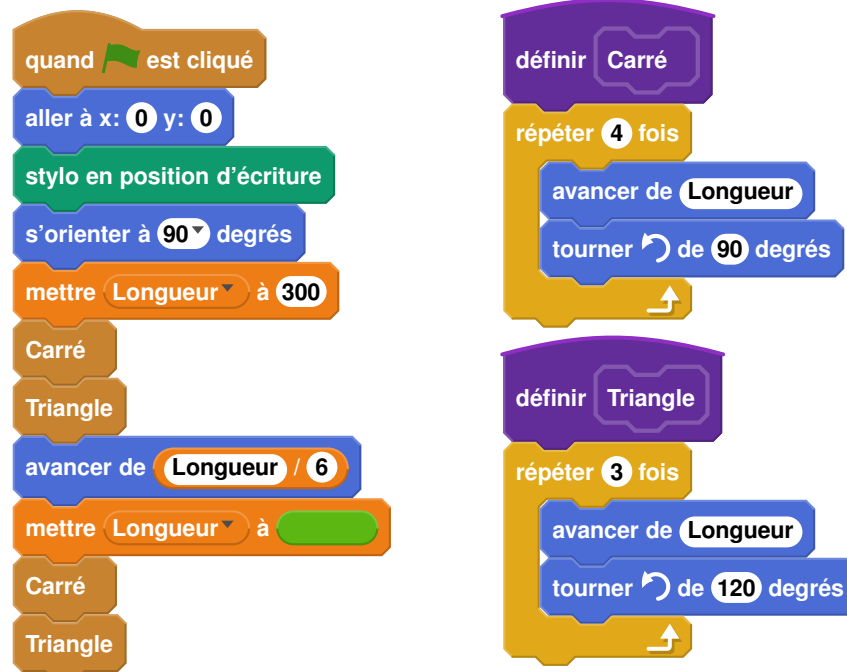 quand est cliqué
aller à x: 0 y: 0
stylo en position d'écriture
s'orienter à 90 degrés
mettre Longueur à 300
Carré
Triangle
avancer de Longueur / 6
mettre Longueur à
Carré
Triangle
définir Carré
répéter 4 fois
avancer de Longueur
tourner de 90 degrés
définir Triangle
répéter 3 fois
avancer de Longueur
tourner de 120 degrés